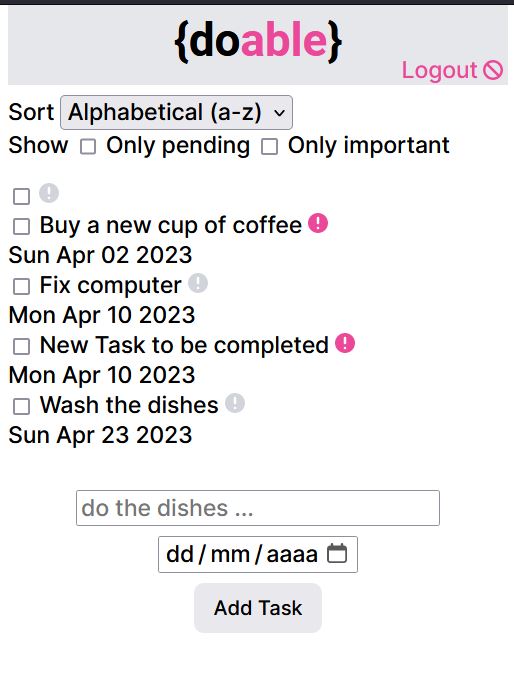 {doable}
Logout
Sort Alphabetical (a-z)
Show Only pending Only important
Buy a new cup of coffee
Sun Apr 02 2023
Fix computer
Mon Apr 10 2023
New Task to be completed
Mon Apr 10 2023
Wash the dishes
Sun Apr 23 2023
do the dishes ...
dd/mm/aaaa
Add Task